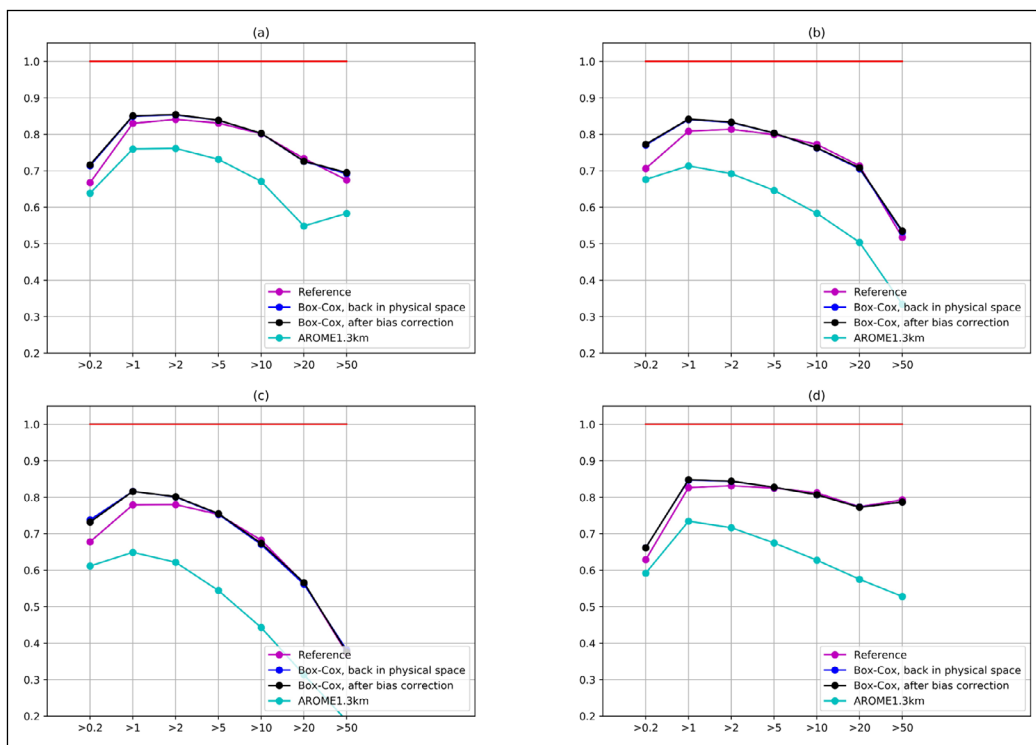 (a)
1.0
0.9
0.8
0.7
0.6
0.5
0.4
0.3
0.2
Reference
Box-Cox, back in physical space
Box-Cox, after bias correction
AROME1.3km
>0.2 >1 >2 >5 >10 >20 >50
(b)
1.0
0.9
0.8
0.7
0.6
0.5
0.4
0.3
0.2
Reference
Box-Cox, back in physical space
Box-Cox, after bias correction
AROME1.3km
>0.2 >1 >2 >5 >10 >20 >50
(c)
1.0
0.9
0.8
0.7
0.6
0.5
0.4
0.3
0.2
Reference
Box-Cox, back in physical space
Box-Cox, after bias correction
AROME1.3km
>0.2 >1 >2 >5 >10 >20 >50
(d)
1.0
0.9
0.8
0.7
0.6
0.5
0.4
0.3
0.2
Reference
Box-Cox, back in physical space
Box-Cox, after bias correction
AROME1.3km
>0.2 >1 >2 >5 >10 >20 >50